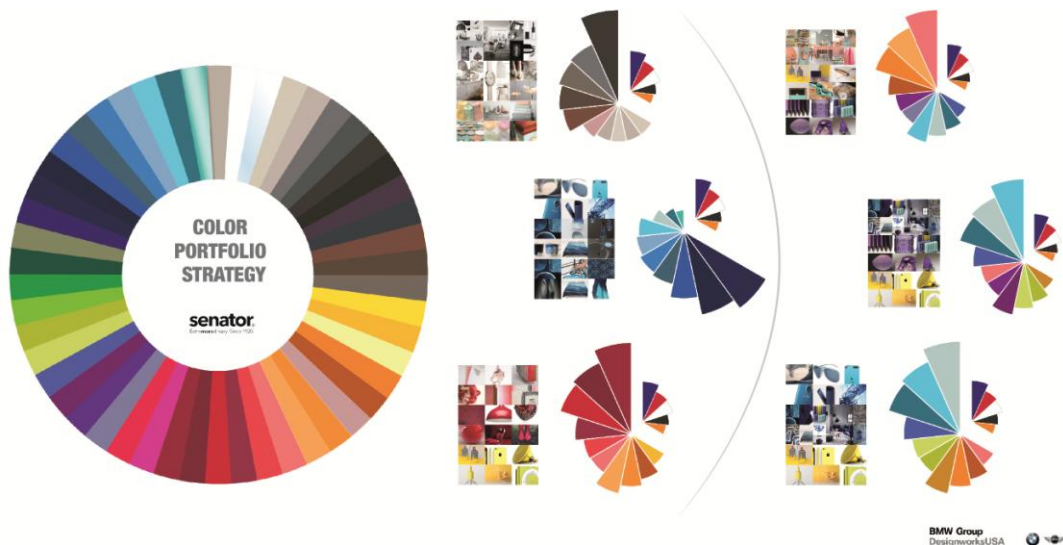 COLOR
PORTFOLIO
STRATEGY
senator.
BMW Group
DesignworksUSA